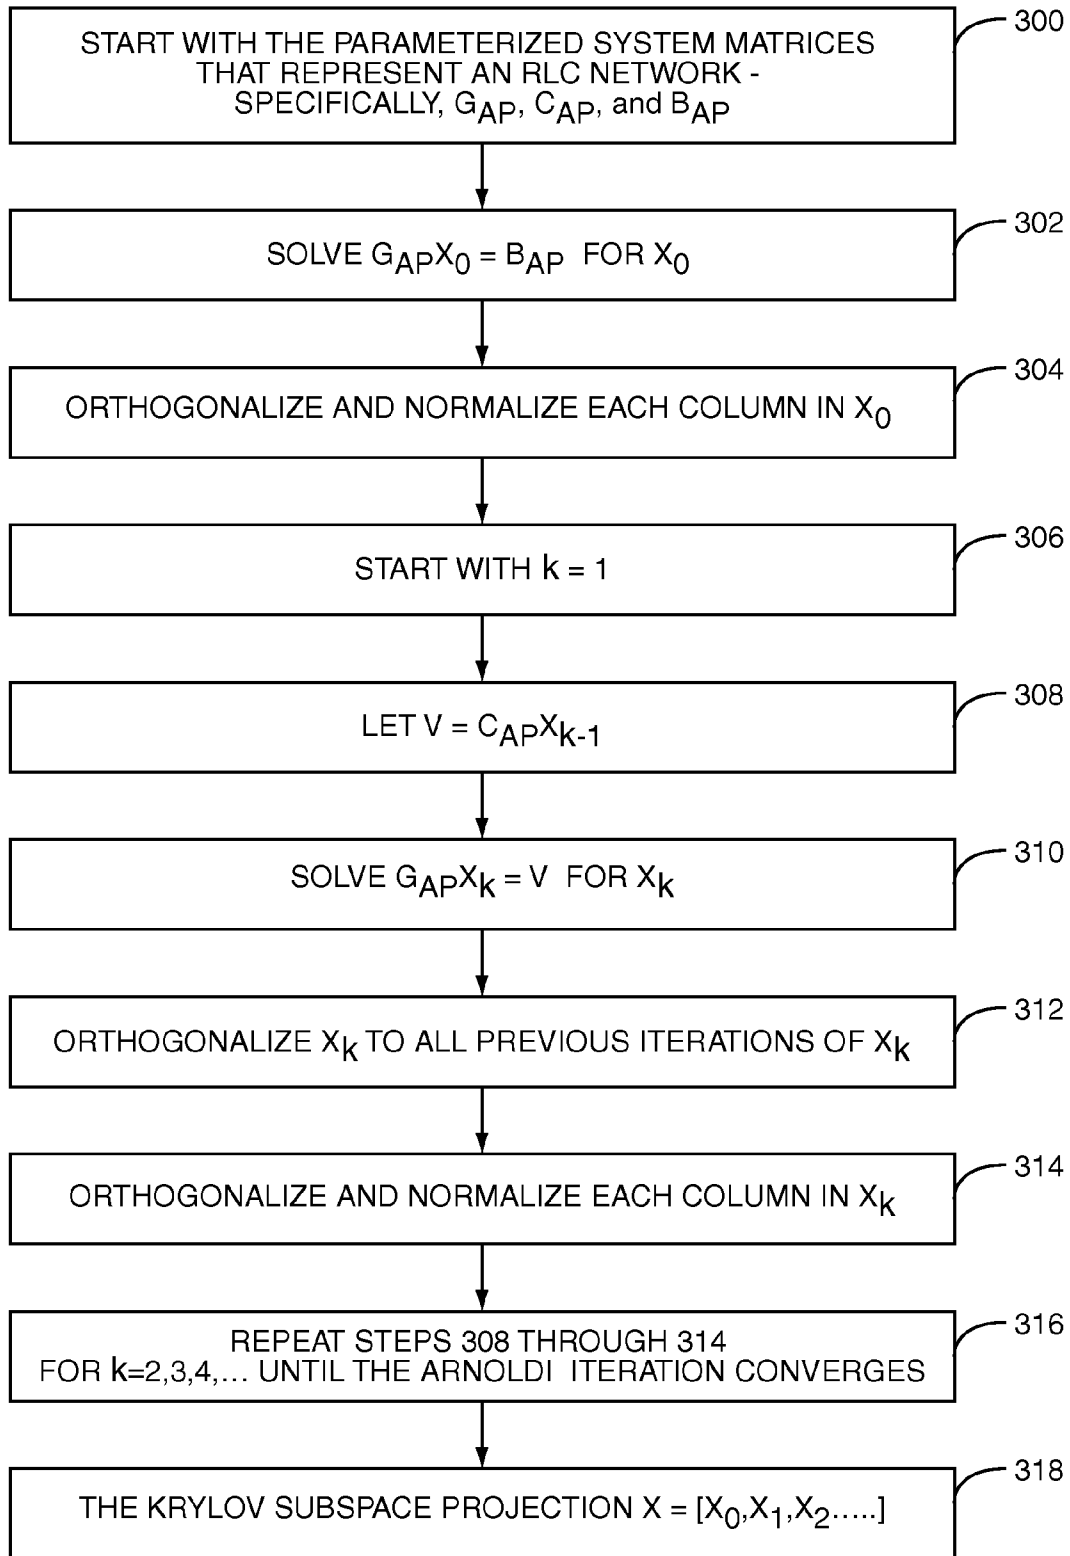 START WITH THE PARAMETERIZED SYSTEM MATRICES
THAT REPRESENT AN RLC NETWORK -
SPECIFICALLY, GAP, CAP, and BAP
300
SOLVE GAPX0 = BAP FOR X0
302
ORTHOGONALIZE AND NORMALIZE EACH COLUMN IN X0
304
START WITH k = 1
306
LET V = CAPXk-1
308
SOLVE GAPXk = V FOR Xk
310
ORTHOGONALIZE Xk TO ALL PREVIOUS ITERATIONS OF Xk
312
ORTHOGONALIZE AND NORMALIZE EACH COLUMN IN Xk
314
REPEAT STEPS 308 THROUGH 314
FOR k=2,3,4,... UNTIL THE ARNOLDI ITERATION CONVERGES
316
THE KRYLOV SUBSPACE PROJECTION X = [X0,X1,X2.....]
318